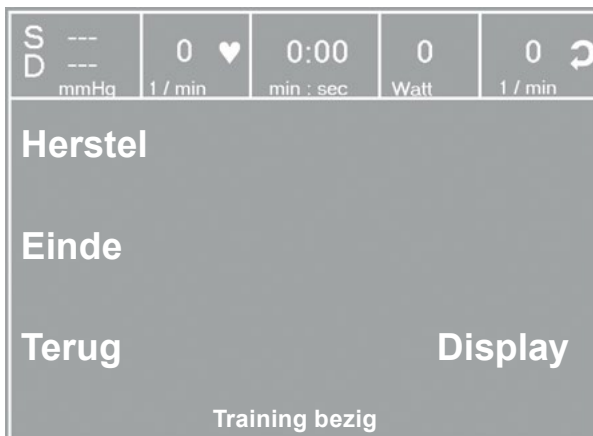 S --- 0 ♥ 0:00 0 0
D ---
mmHg 1 / min min : sec Watt 1 / min
Herstel
Einde
Terug Display
Training bezig